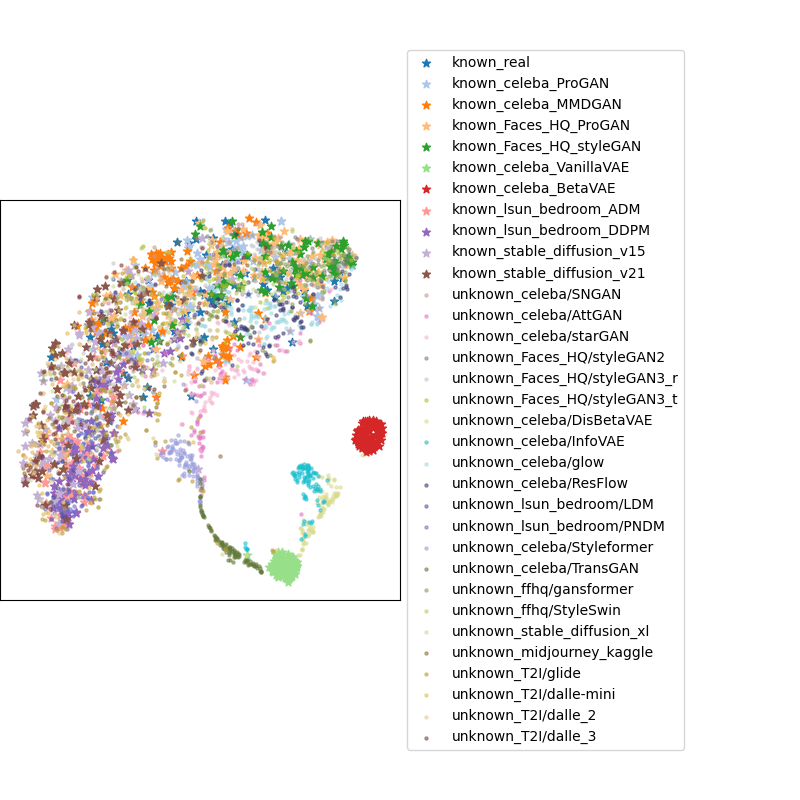 known_real
known_celeba_ProGAN
known_celeba_MMDGAN
known_Faces_HQ_ProGAN
known_Faces_HQ_styleGAN
known_celeba_VanillaVAE
known_celeba_BetaVAE
known_lsun_bedroom_ADM
known_lsun_bedroom_DDPM
known_stable_diffusion_v15
known_stable_diffusion_v21
unknown_celeba/SNGAN
unknown_celeba/AttGAN
unknown_celeba/starGAN
unknown_Faces_HQ/styleGAN2
unknown_Faces_HQ/styleGAN3_r
unknown_Faces_HQ/styleGAN3_t
unknown_celeba/DisBetaVAE
unknown_celeba/InfoVAE
unknown_celeba/glow
unknown_celeba/ResFlow
unknown_lsun_bedroom/LDM
unknown_lsun_bedroom/PNDM
unknown_celeba/Styleformer
unknown_celeba/TransGAN
unknown_ffhq/gansformer
unknown_ffhq/StyleSwin
unknown_stable_diffusion_xl
unknown_midjourney_kaggle
unknown_T2I/glide
unknown_T2I/dalle-mini
unknown_T2I/dalle_2
unknown_T2I/dalle_3